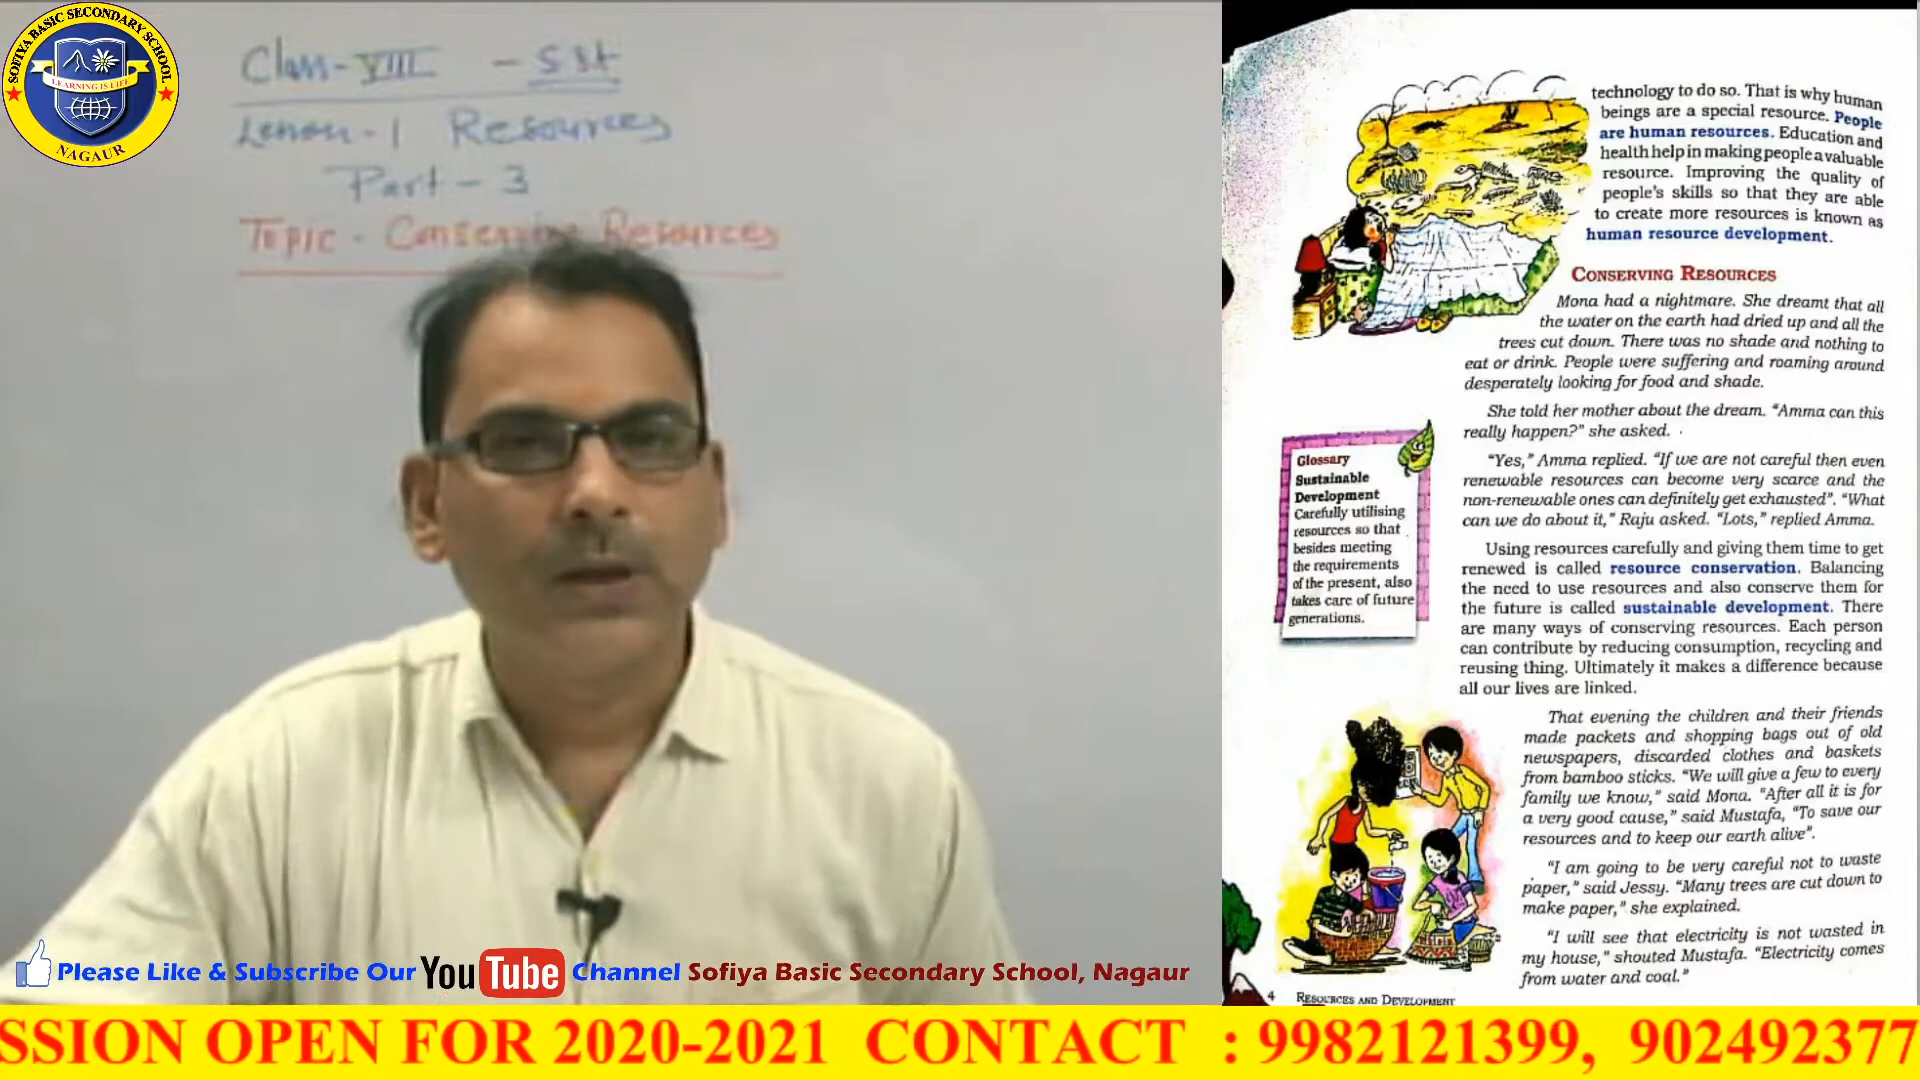 SOFIYA BASIC SECONDARY SCHOOL
LEARNING IS LIFE
NAGAUR
Class-VIII - SSt
Lesson-1 Resources
Part-3
Topic - Conserving Resources
technology to do so. That is why human
beings are a special resource. People
are human resources. Education and
health help in making people a valuable
resource. Improving the quality of
people's skills so that they are able
to create more resources is known as
human resource development.
CONSERVING RESOURCES
Mona had a nightmare. She dreamt that all
the water on the earth had dried up and all the
trees cut down. There was no shade and nothing to
eat or drink. People were suffering and roaming around
desperately looking for food and shade.
She told her mother about the dream. "Amma can this
really happen?" she asked.
"Yes," Amma replied. "If we are not careful then even
renewable resources can become very scarce and the
non-renewable ones can definitely get exhausted". "What
can we do about it," Raju asked. "Lots," replied Amma.
Using resources carefully and giving them time to get
renewed is called resource conservation. Balancing
the need to use resources and also conserve them for
the future is called sustainable development. There
are many ways of conserving resources. Each person
can contribute by reducing consumption, recycling and
reusing thing. Ultimately it makes a difference because
all our lives are linked.
Glossary
Sustainable
Development
Carefully utilising
resources so that
besides meeting
the requirements
of the present, also
takes care of future
generations.
That evening the children and their friends
made packets and shopping bags out of old
newspapers, discarded clothes and baskets
from bamboo sticks. "We will give a few to every
family we know," said Mona. "After all it is for
a very good cause," said Mustafa, "To save our
resources and to keep our earth alive".
"I am going to be very careful not to waste
paper," said Jessy. "Many trees are cut down to
make paper," she explained.
"I will see that electricity is not wasted in
my house," shouted Mustafa. "Electricity comes
from water and coal."
4 RESOURCES AND DEVELOPMENT
Please Like & Subscribe Our YouTube Channel Sofiya Basic Secondary School, Nagaur
SSION OPEN FOR 2020-2021 CONTACT : 9982121399, 902492377